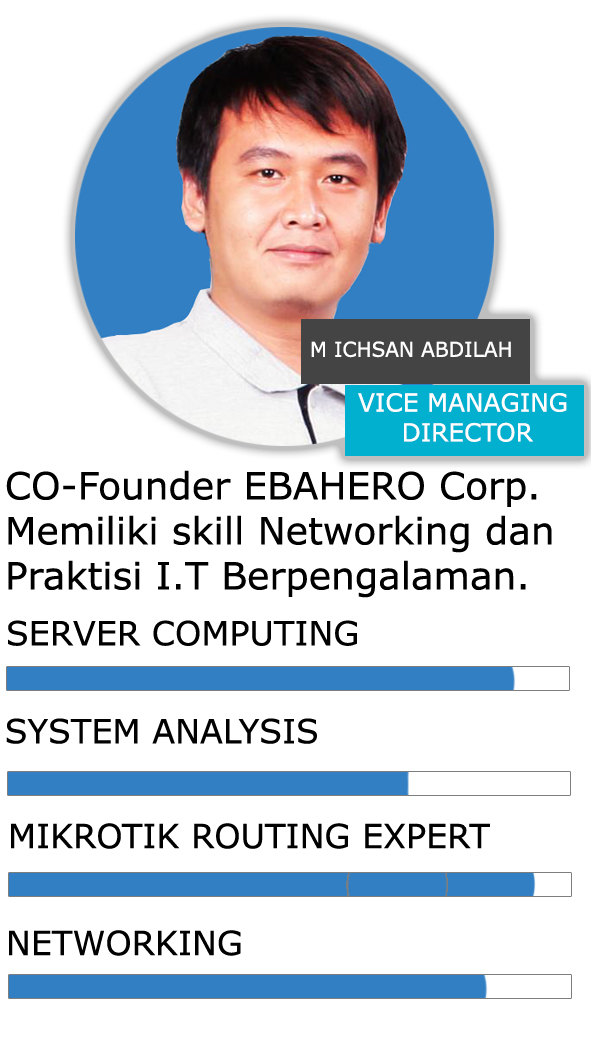 M ICHSAN ABDILAH
VICE MANAGING
DIRECTOR
CO-Founder EBAHERO Corp.
Memiliki skill Networking dan
Praktisi I.T Berpengalaman.
SERVER COMPUTING
SYSTEM ANALYSIS
MIKROTIK ROUTING EXPERT
NETWORKING